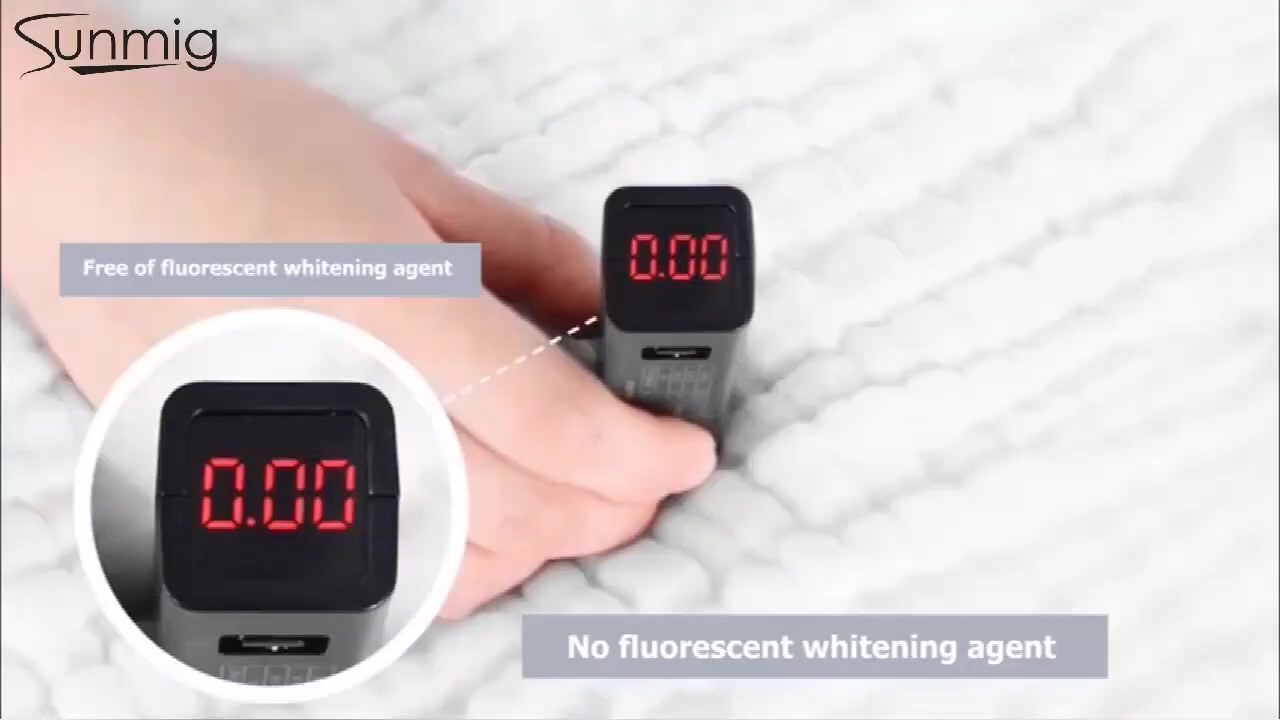 Sunmig
0.00
Free of fluorescent whitening agent
0.00
No fluorescent whitening agent